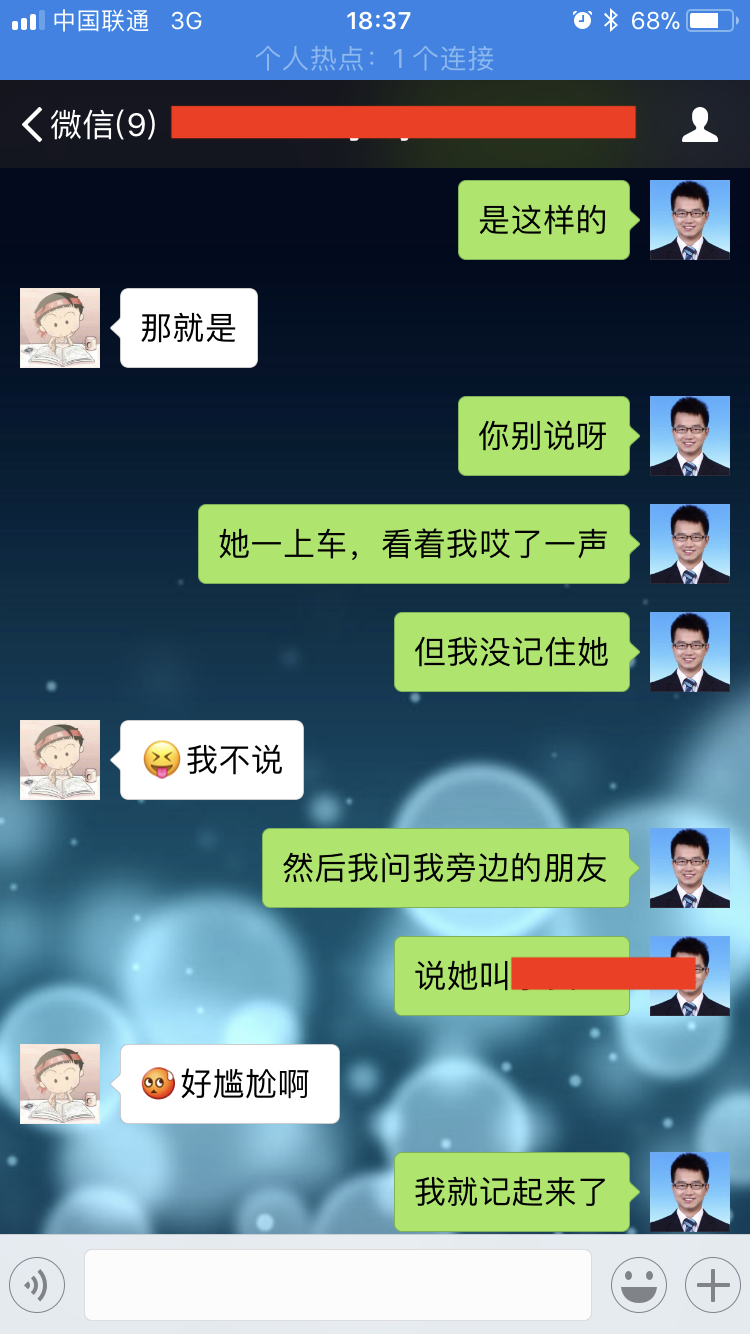 中国联通 3G 18:37 68%
个人热点：1 个连接
微信(9)
是这样的
那就是
你别说呀
她一上车，看着我哎了一声
但我没记住她
😝我不说
然后我问我旁边的朋友
说她叫
好尴尬啊
我就记起来了